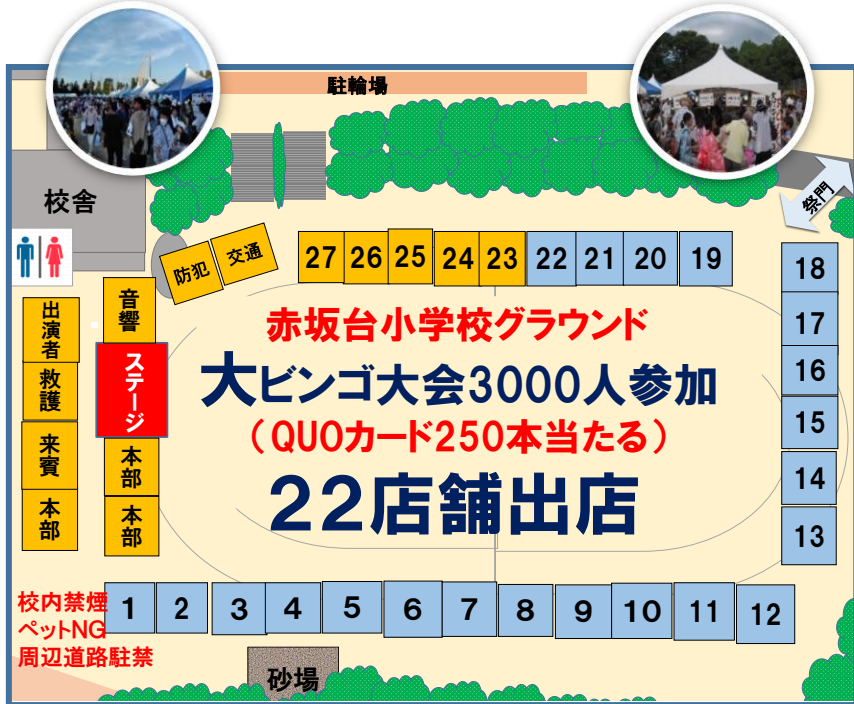 駐輪場
校舎
祭門
防犯
交通
27 26 25 24 23 22 21 20 19
18
17
16
15
14
13
音響
ステージ
本部
本部
出演者
救護
来賓
本部
赤坂台小学校グラウンド
大ビンゴ大会3000人参加
（QUOカード250本当たる）
22店舗出店
校内禁煙
ペットNG
周辺道路駐禁
1 2 3 4 5 6 7 8 9 10 11 12
砂場